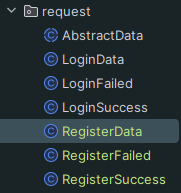 request
AbstractData
LoginData
LoginFailed
LoginSuccess
RegisterData
RegisterFailed
RegisterSuccess